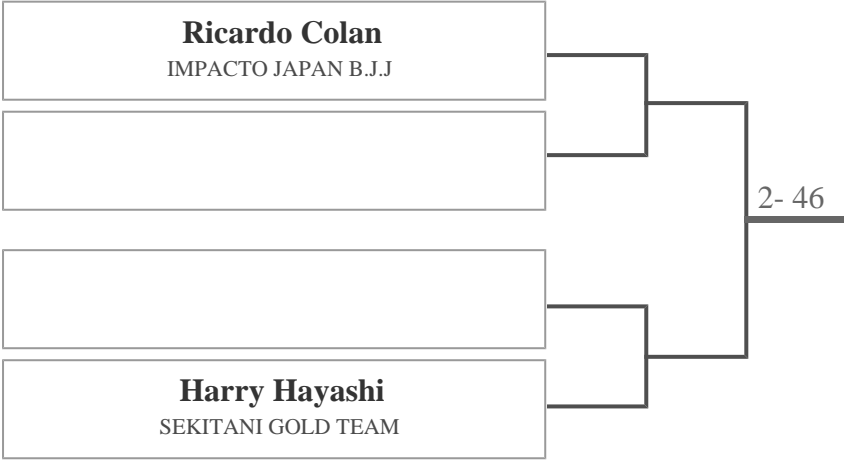 Ricardo Colan
IMPACTO JAPAN B.J.J
2- 46
Harry Hayashi
SEKITANI GOLD TEAM